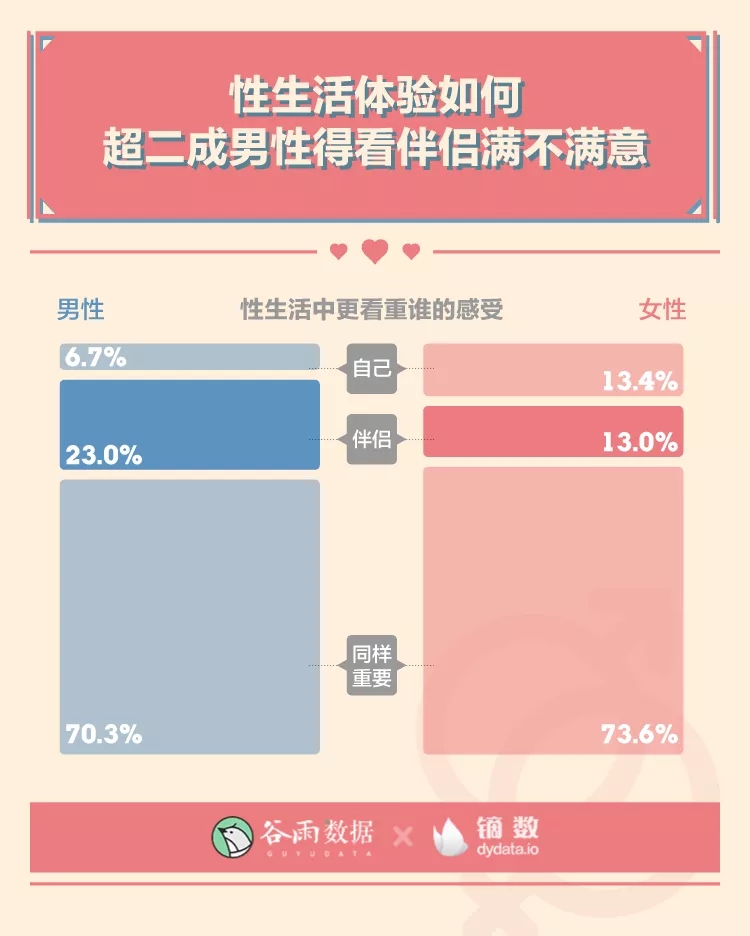 性生活体验如何
超二成男性得看伴侣满不满意
男性
性生活中更看重谁的感受
女性
6.7%
自己
13.4%
23.0%
伴侣
13.0%
70.3%
同样
重要
73.6%
谷雨数据
GUYUDATA
×
镝数
dydata.io